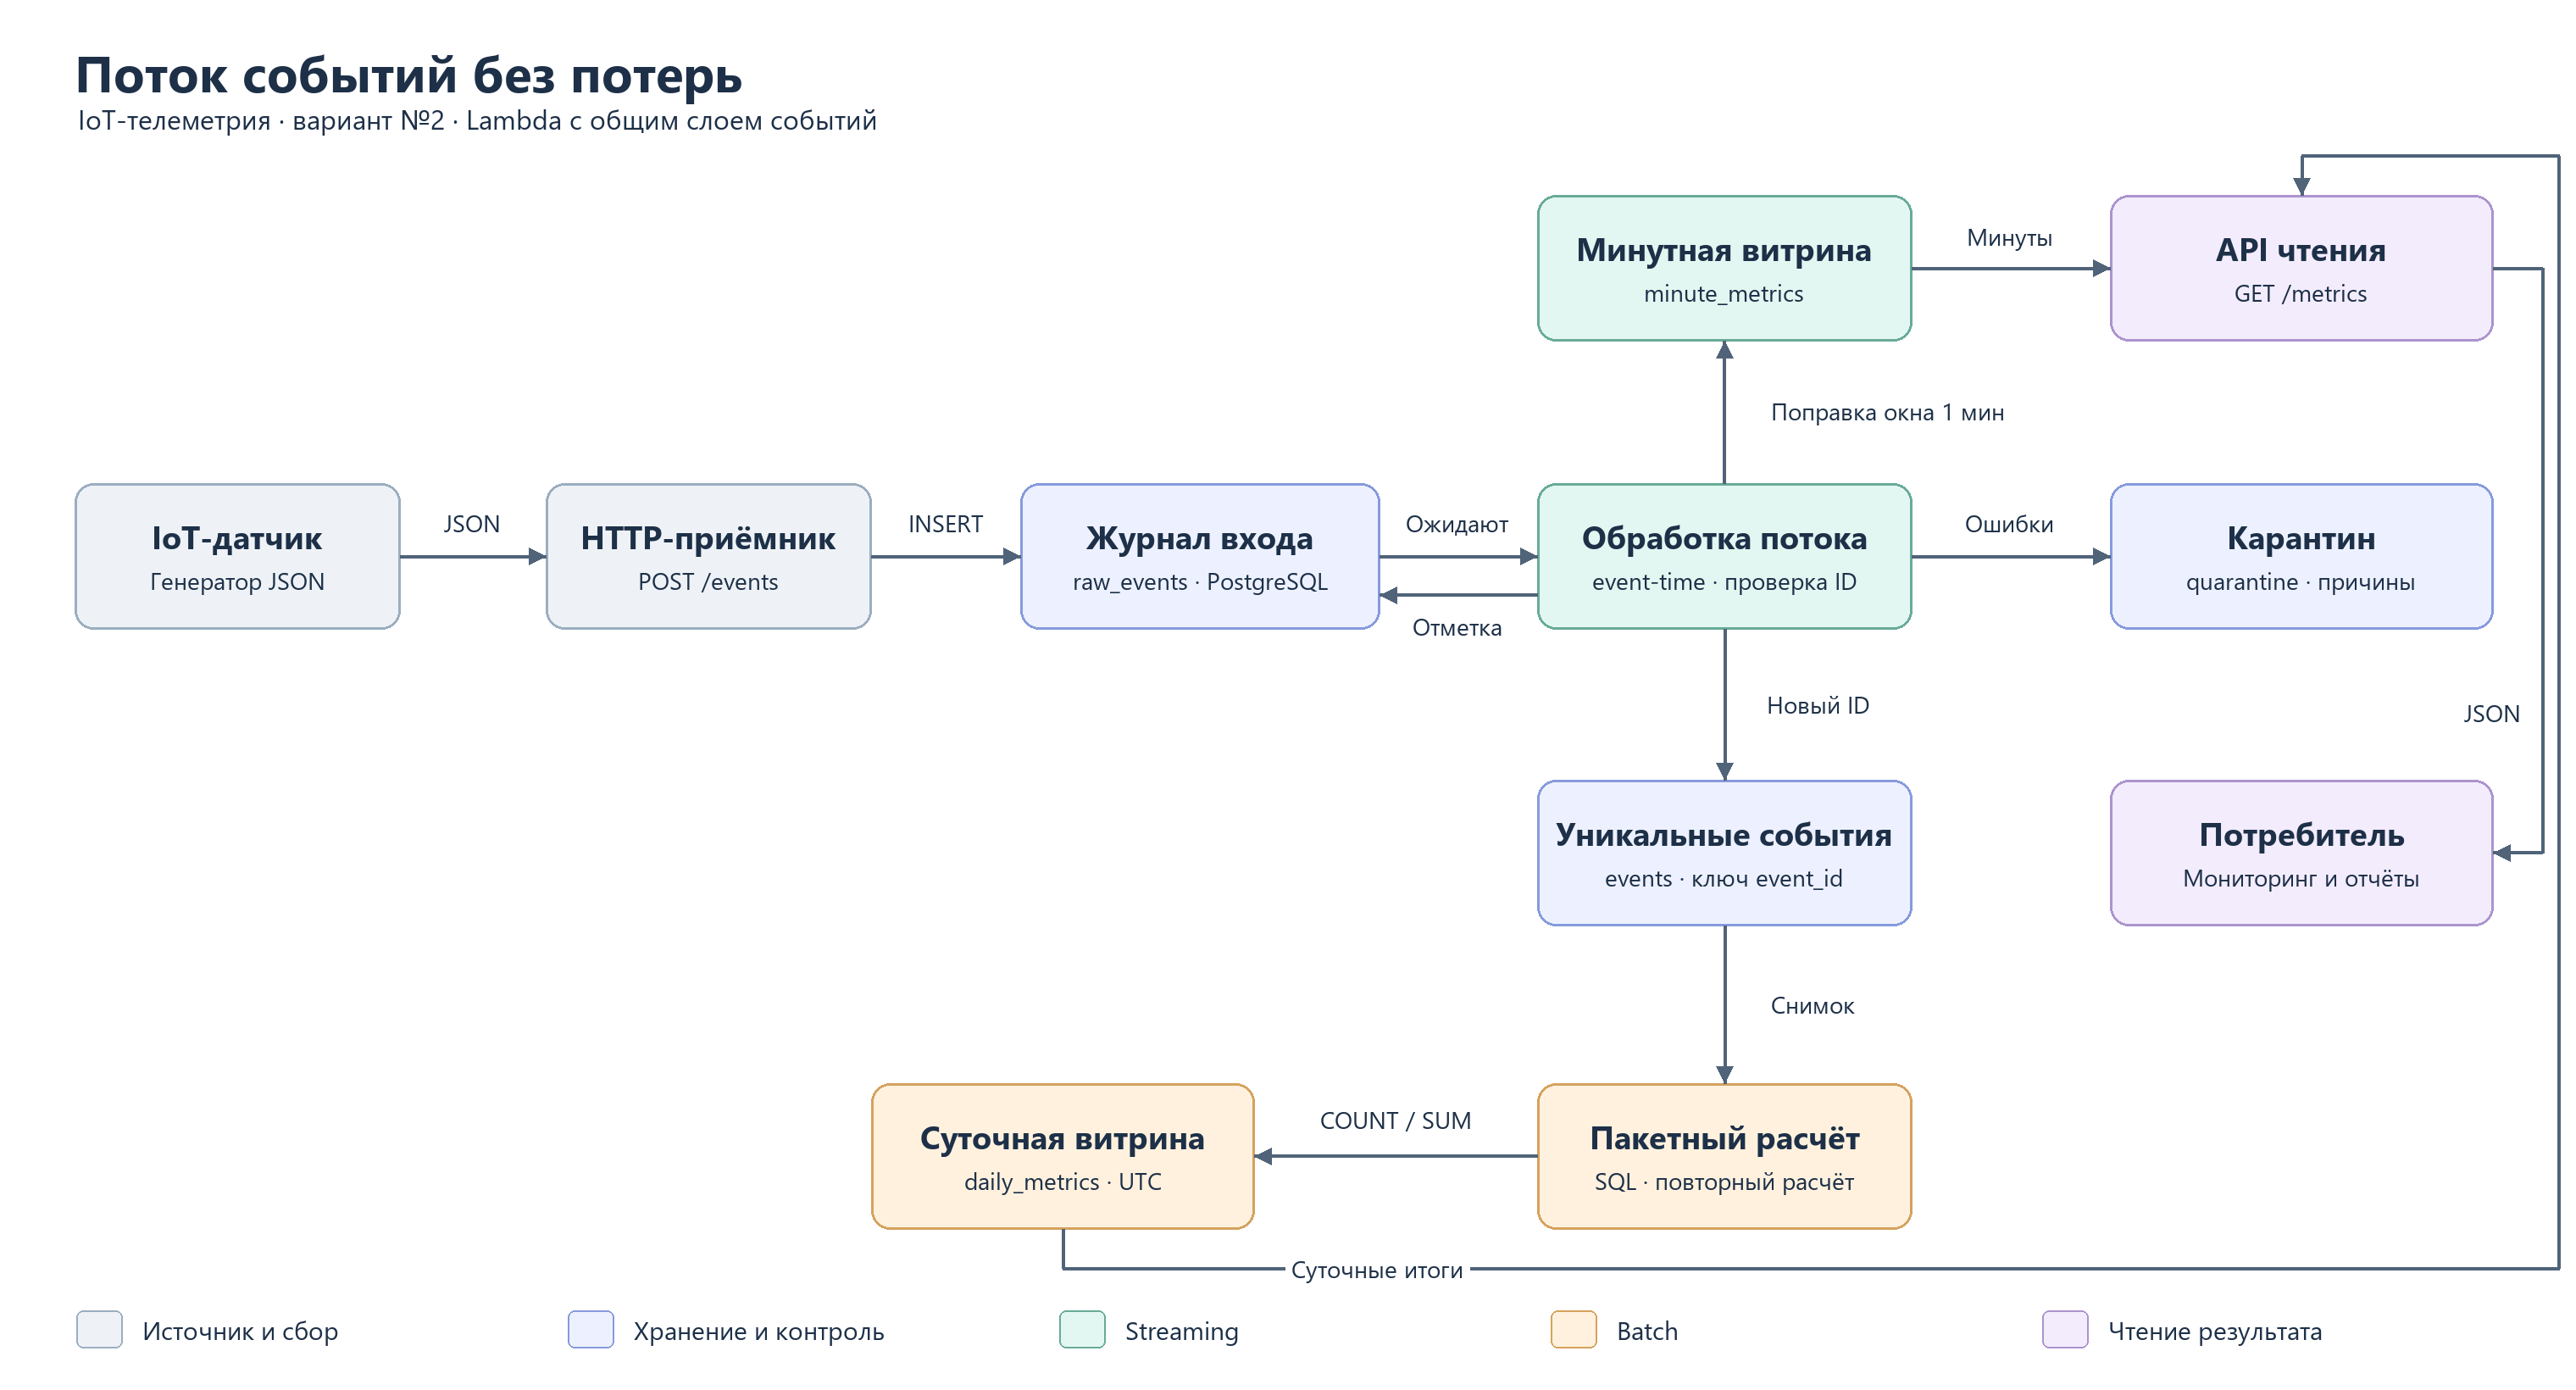 Поток событий без потерь
IoT-телеметрия · вариант №2 · Lambda с общим слоем событий
Минутная витрина
minute_metrics
Минуты
API чтения
GET /metrics
Поправка окна 1 мин
IoT-датчик
Генератор JSON
JSON
HTTP-приёмник
POST /events
INSERT
Журнал входа
raw_events · PostgreSQL
Ожидают
Отметка
Обработка потока
event-time · проверка ID
Ошибки
Карантин
quarantine · причины
Новый ID
JSON
Уникальные события
events · ключ event_id
Потребитель
Мониторинг и отчёты
Снимок
Суточная витрина
daily_metrics · UTC
COUNT / SUM
Пакетный расчёт
SQL · повторный расчёт
Суточные итоги
Источник и сбор
Хранение и контроль
Streaming
Batch
Чтение результата